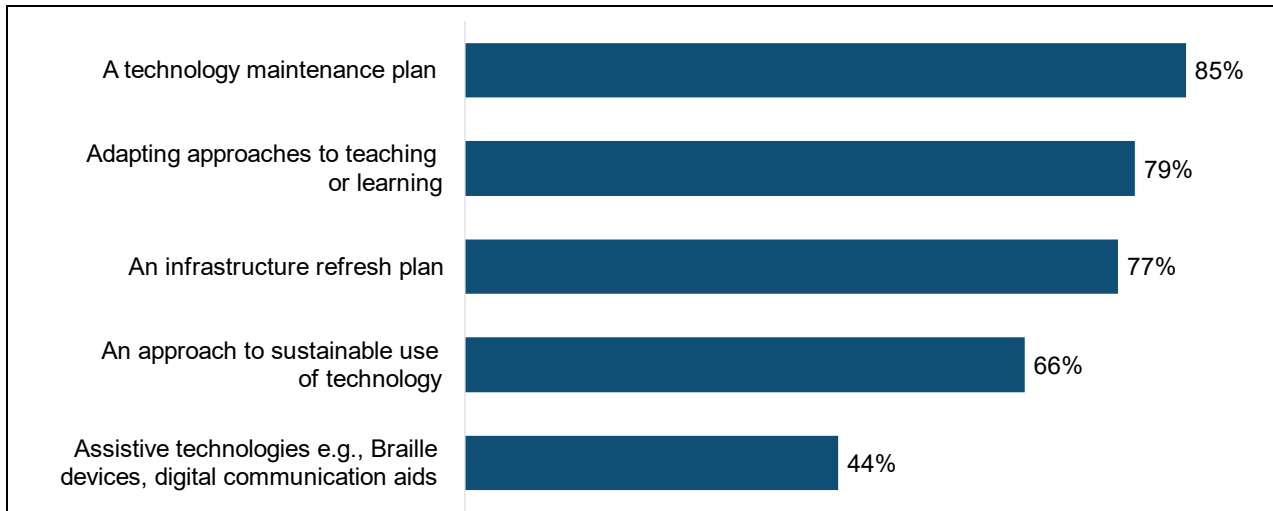 A technology maintenance plan
85%
Adapting approaches to teaching
or learning
79%
An infrastructure refresh plan
77%
An approach to sustainable use
of technology
66%
Assistive technologies e.g., Braille
devices, digital communication aids
44%